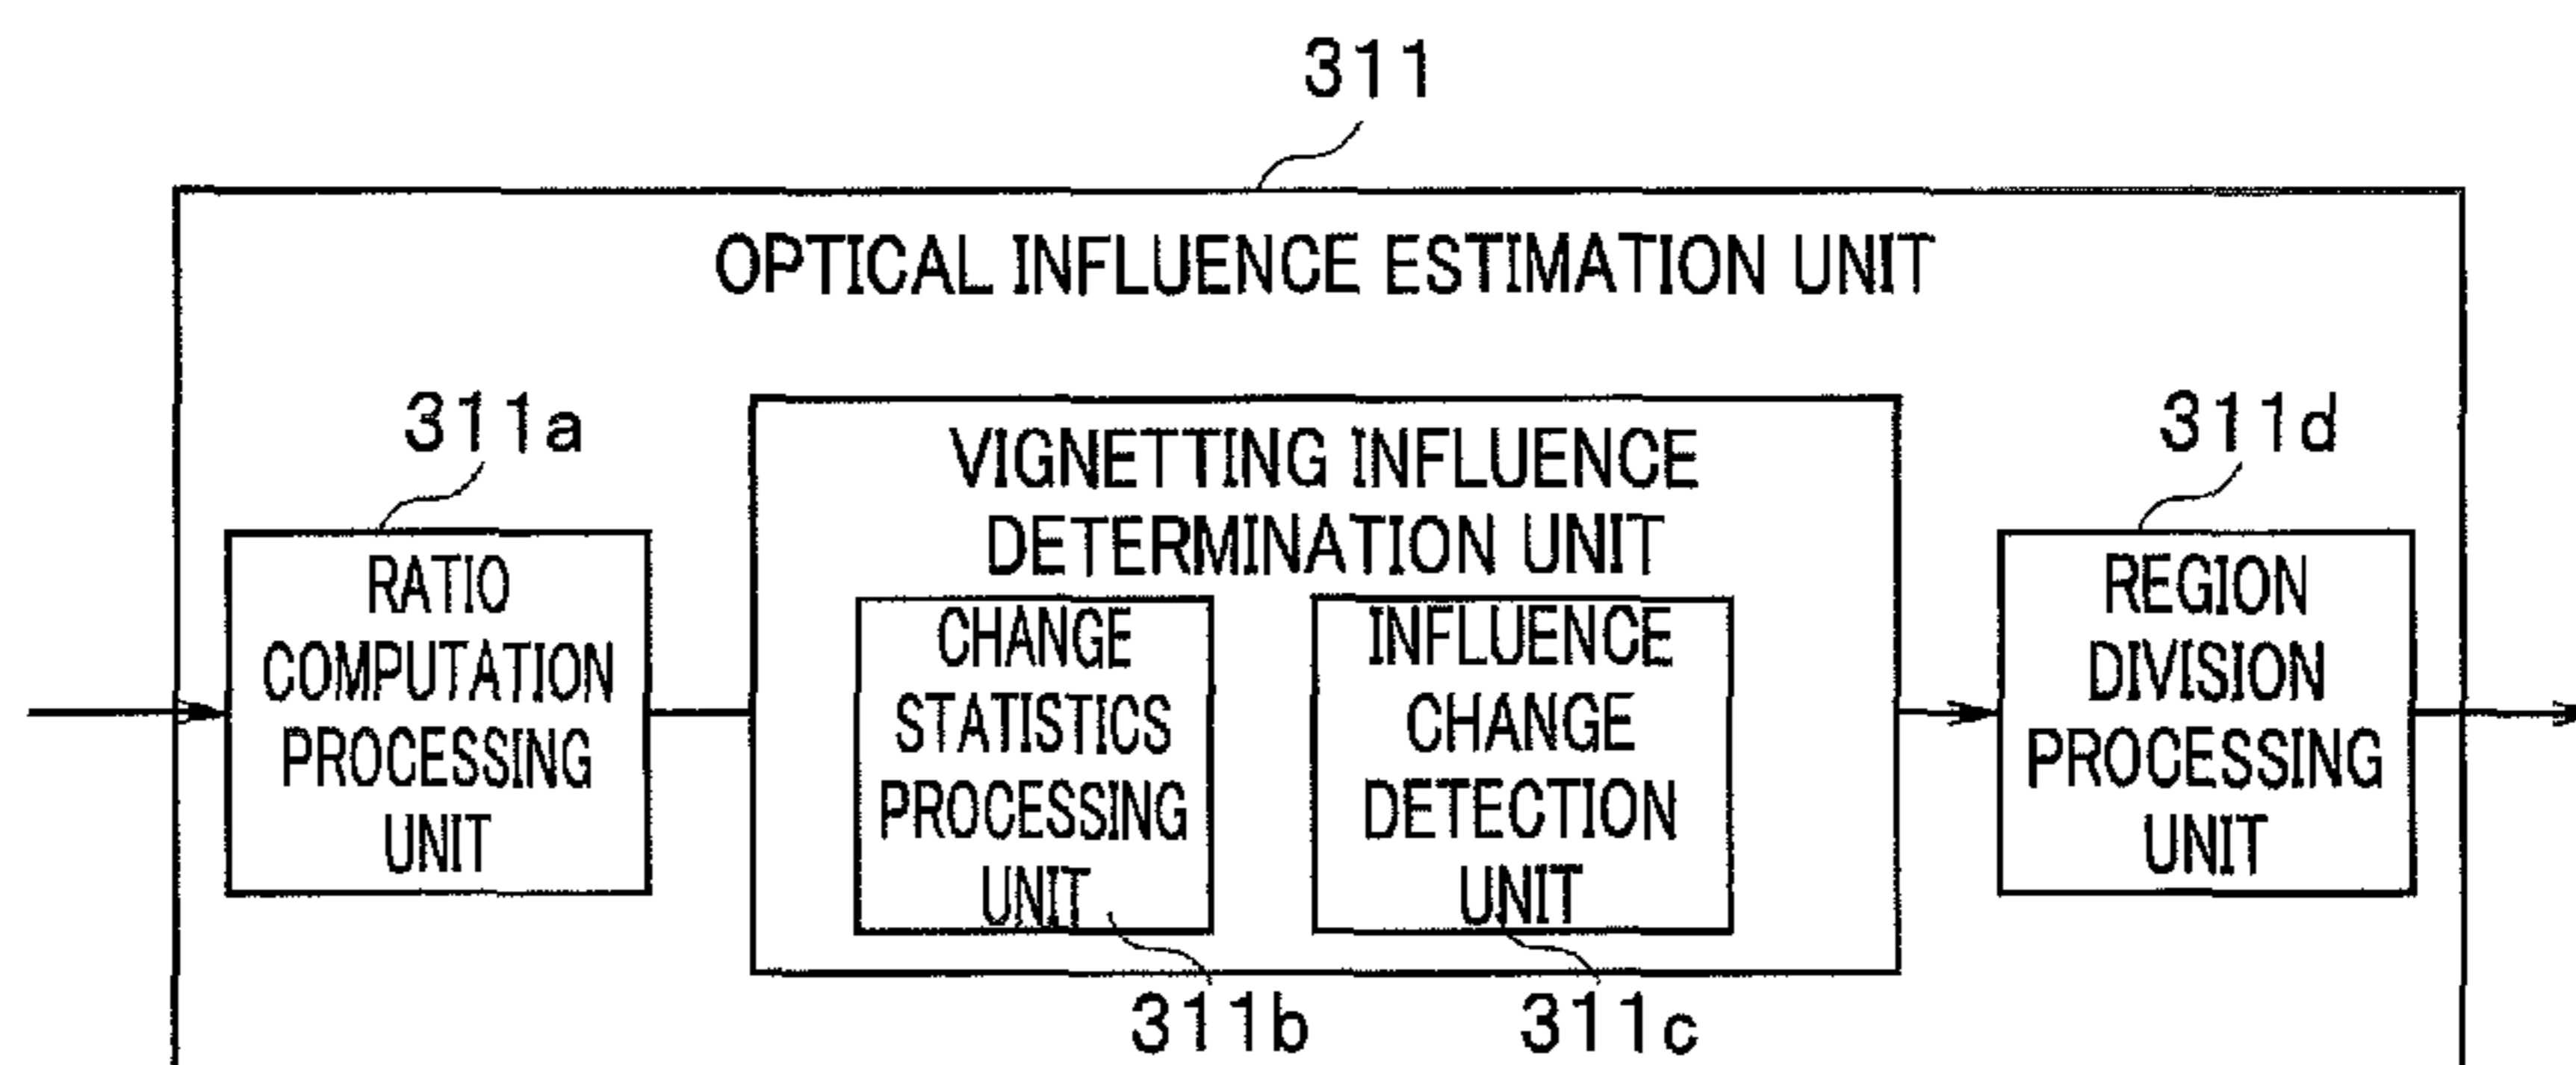 311
OPTICAL INFLUENCE ESTIMATION UNIT
311a
RATIO
COMPUTATION
PROCESSING
UNIT
VIGNETTING INFLUENCE
DETERMINATION UNIT
CHANGE
STATISTICS
PROCESSING
UNIT
311b
INFLUENCE
CHANGE
DETECTION
UNIT
311c
311d
REGION
DIVISION
PROCESSING
UNIT